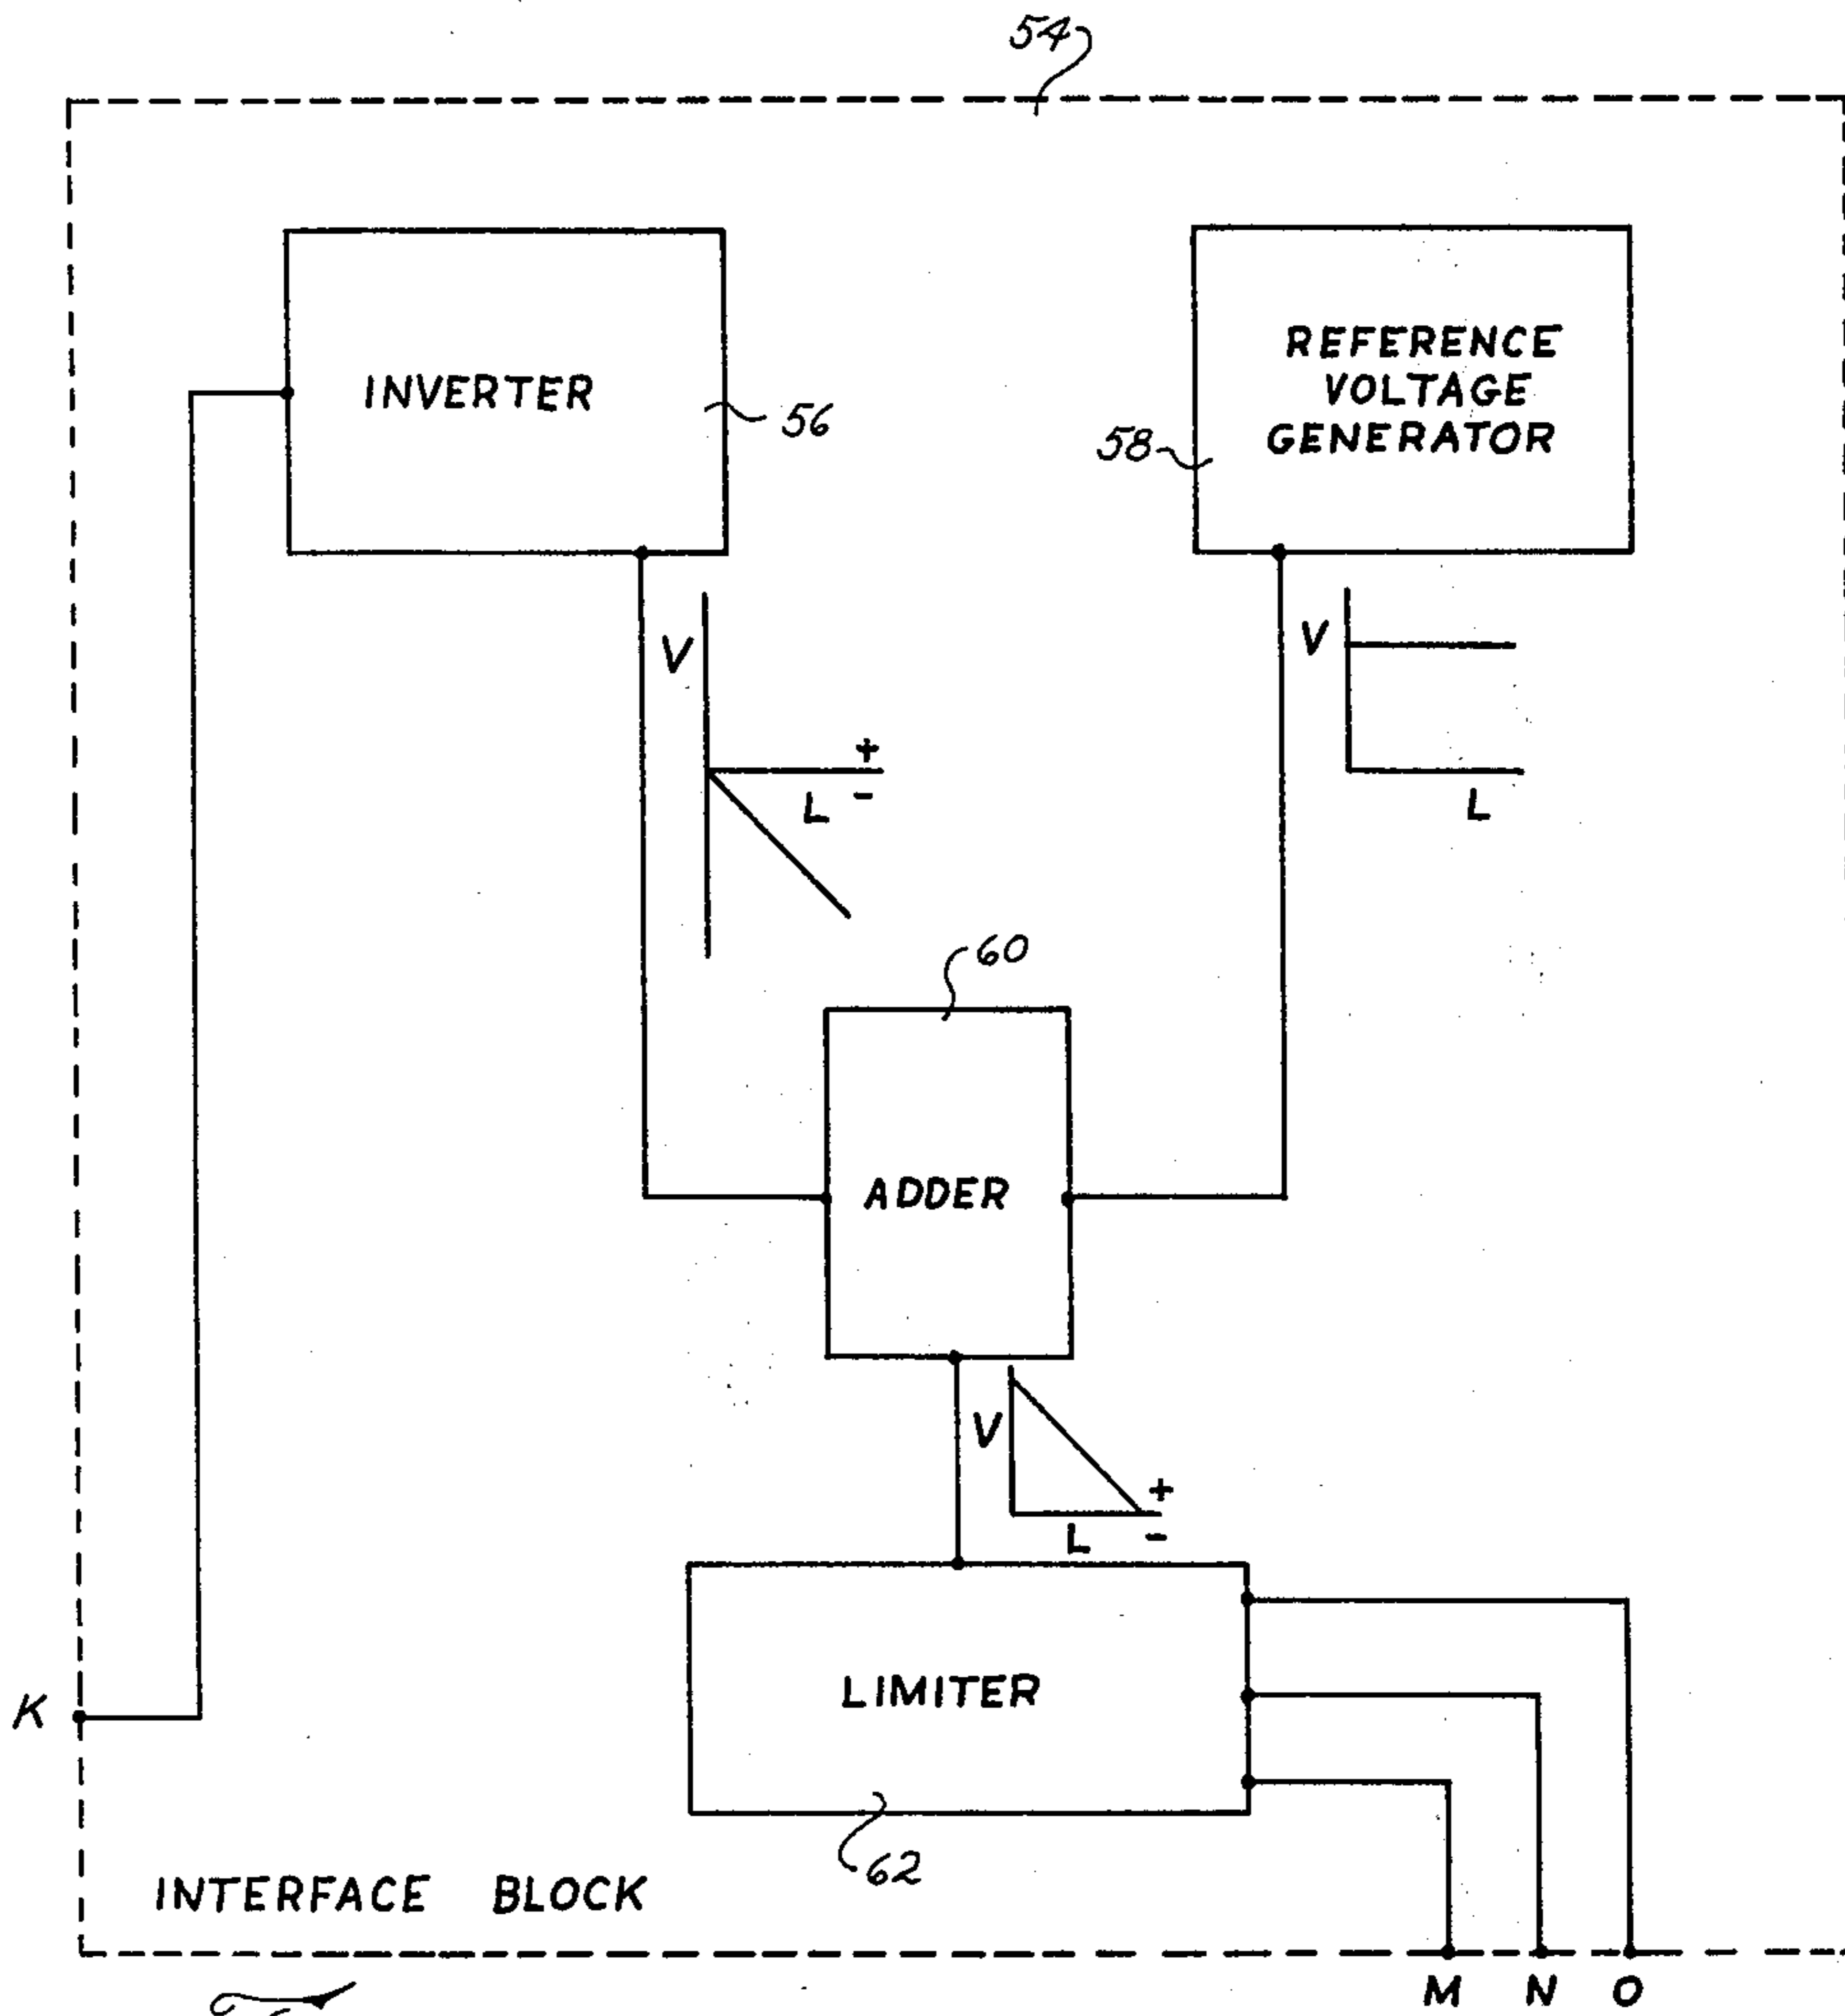 54
INVERTER
56
REFERENCE
VOLTAGE
GENERATOR
58
V
+
L -
V
L
60
ADDER
V
+
L -
LIMITER
K
62
INTERFACE BLOCK
M N O